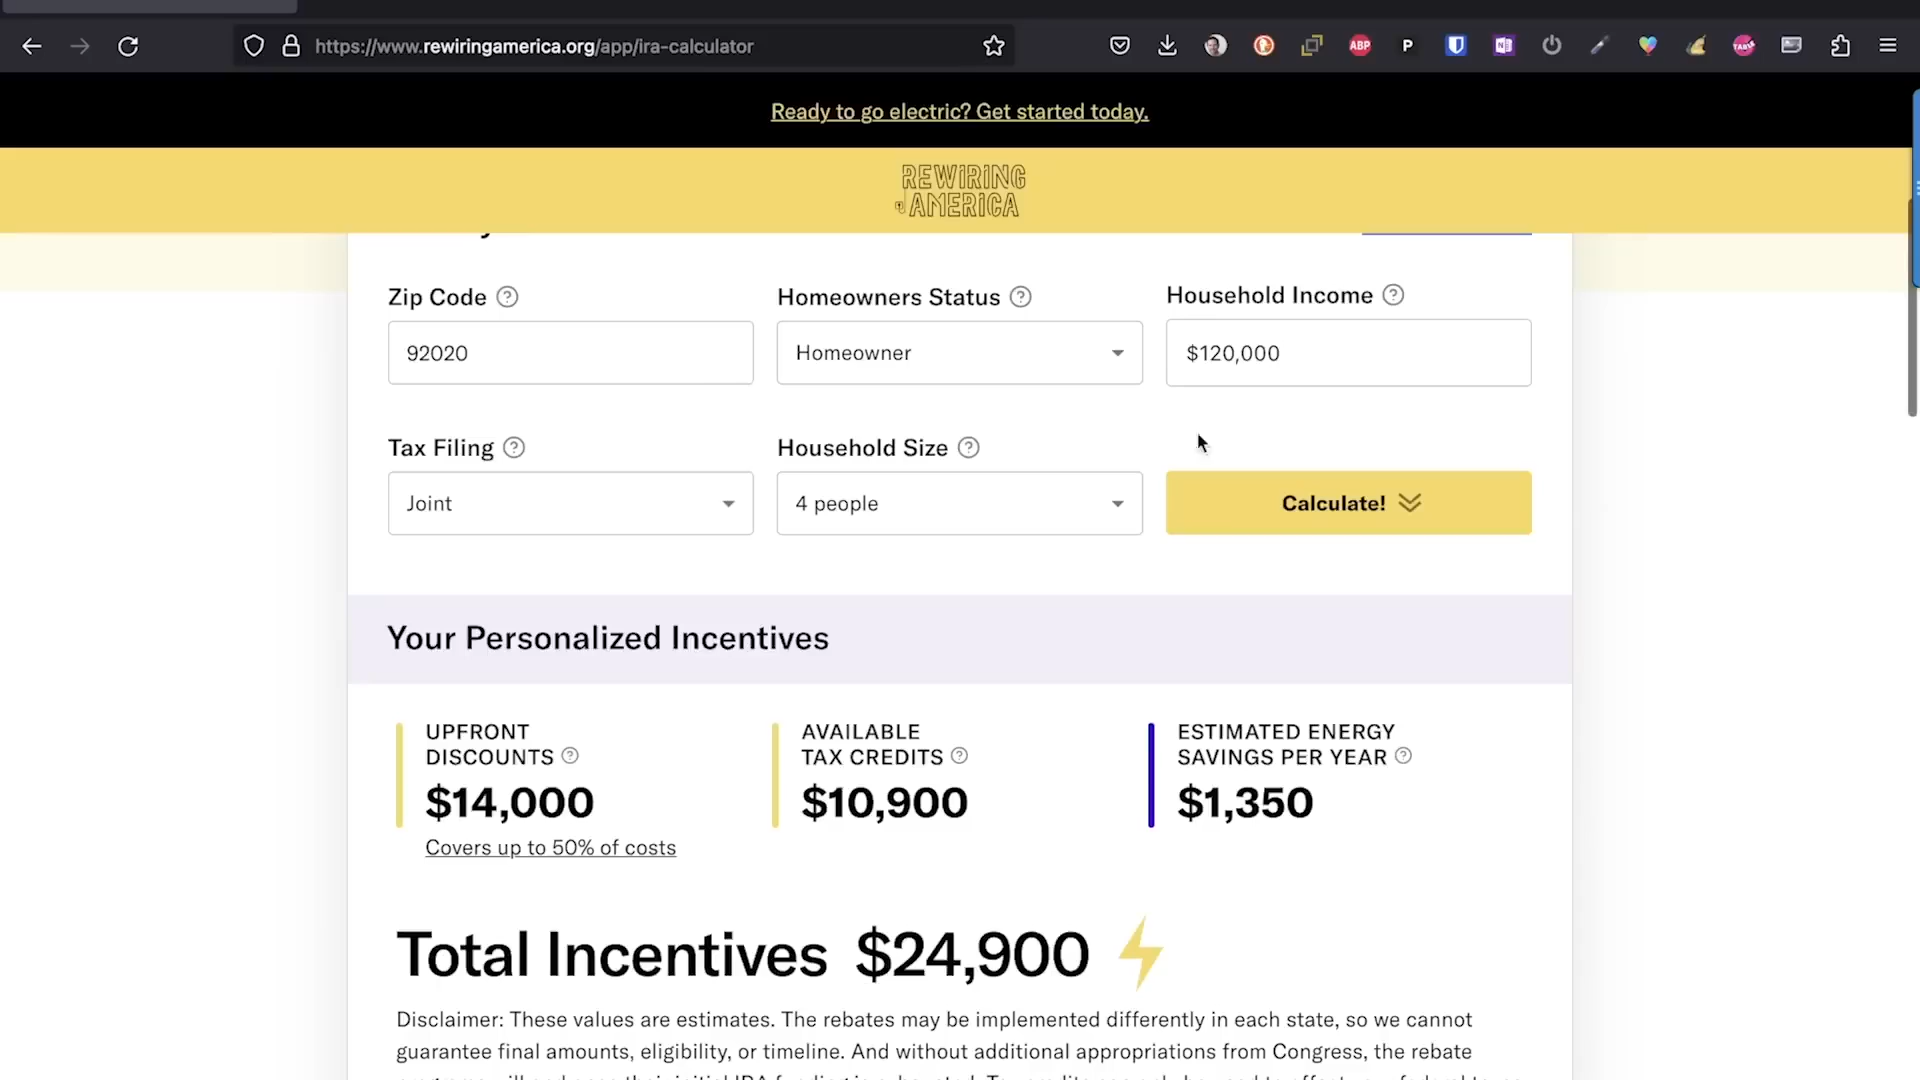 https://www.rewiringamerica.org/app/ira-calculator
ABP
P
N
TABS
Ready to go electric? Get started today.
REWIRING
AMERICA
Zip Code ?
Homeowners Status ?
Household Income ?
92020
Homeowner
$120,000
Tax Filing ?
Household Size ?
Joint
4 people
Calculate!
Your Personalized Incentives
UPFRONT
DISCOUNTS ?
$14,000
Covers up to 50% of costs
AVAILABLE
TAX CREDITS ?
$10,900
ESTIMATED ENERGY
SAVINGS PER YEAR ?
$1,350
Total Incentives $24,900
Disclaimer: These values are estimates. The rebates may be implemented differently in each state, so we cannot
guarantee final amounts, eligibility, or timeline. And without additional appropriations from Congress, the rebate